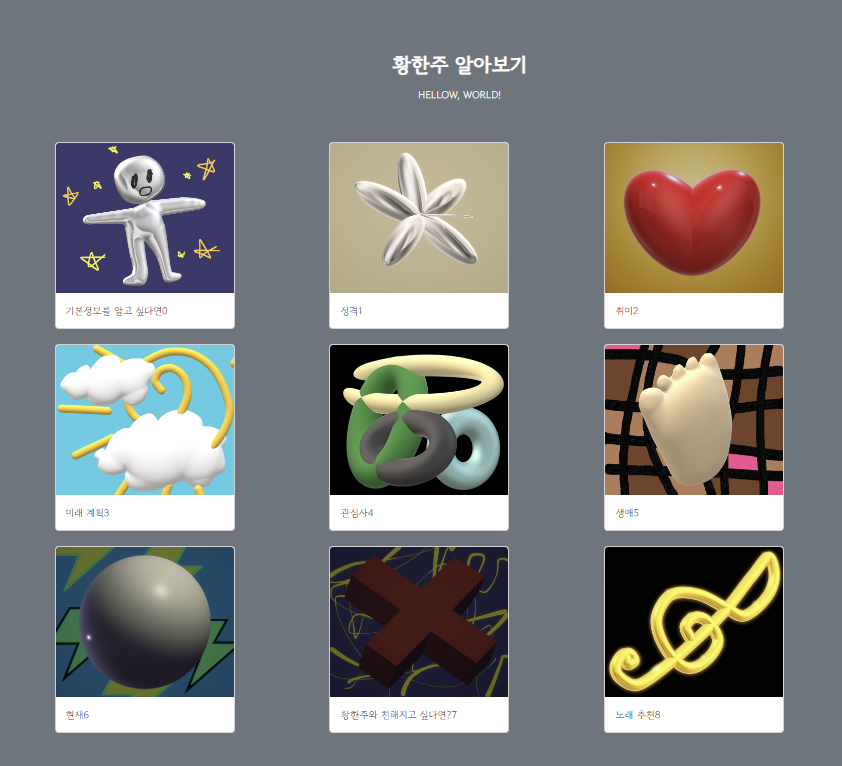 황한주 알아보기
HELLOW, WORLD!
기본정보를 알고 싶다면0
성격1
취미2
미래 계획3
관심사4
생애5
현재6
황한주와 친해지고 싶다면?7
노래 추천8